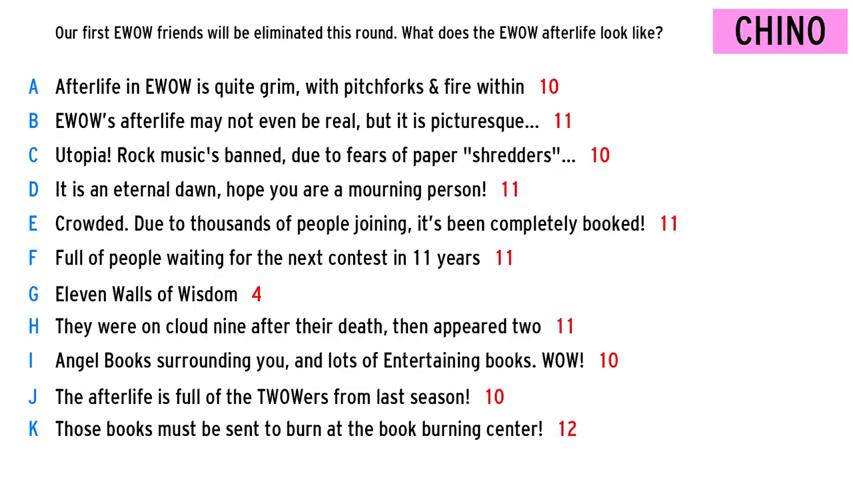 Our first EWOW friends will be eliminated this round. What does the EWOW afterlife look like?
CHINO
A Afterlife in EWOW is quite grim, with pitchforks & fire within 10
B EWOW’s afterlife may not even be real, but it is picturesque... 11
C Utopia! Rock music's banned, due to fears of paper "shredders"... 10
D It is an eternal dawn, hope you are a mourning person! 11
E Crowded. Due to thousands of people joining, it’s been completely booked! 11
F Full of people waiting for the next contest in 11 years 11
G Eleven Walls of Wisdom 4
H They were on cloud nine after their death, then appeared two 11
I Angel Books surrounding you, and lots of Entertaining books. WOW! 10
J The afterlife is full of the TWOWers from last season! 10
K Those books must be sent to burn at the book burning center! 12